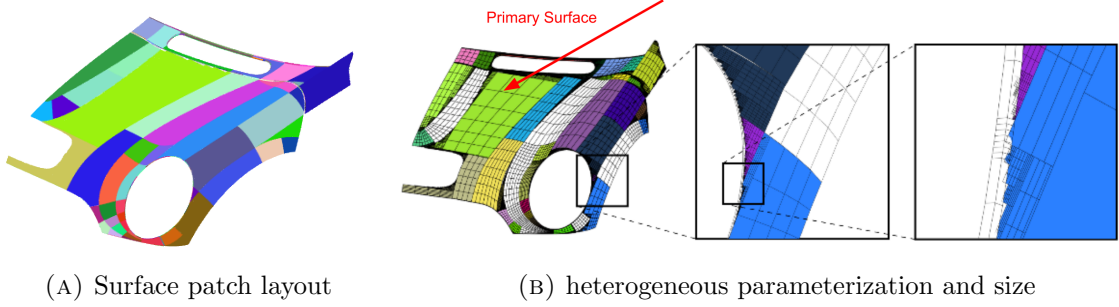 Primary Surface
(A) Surface patch layout
(B) heterogeneous parameterization and size